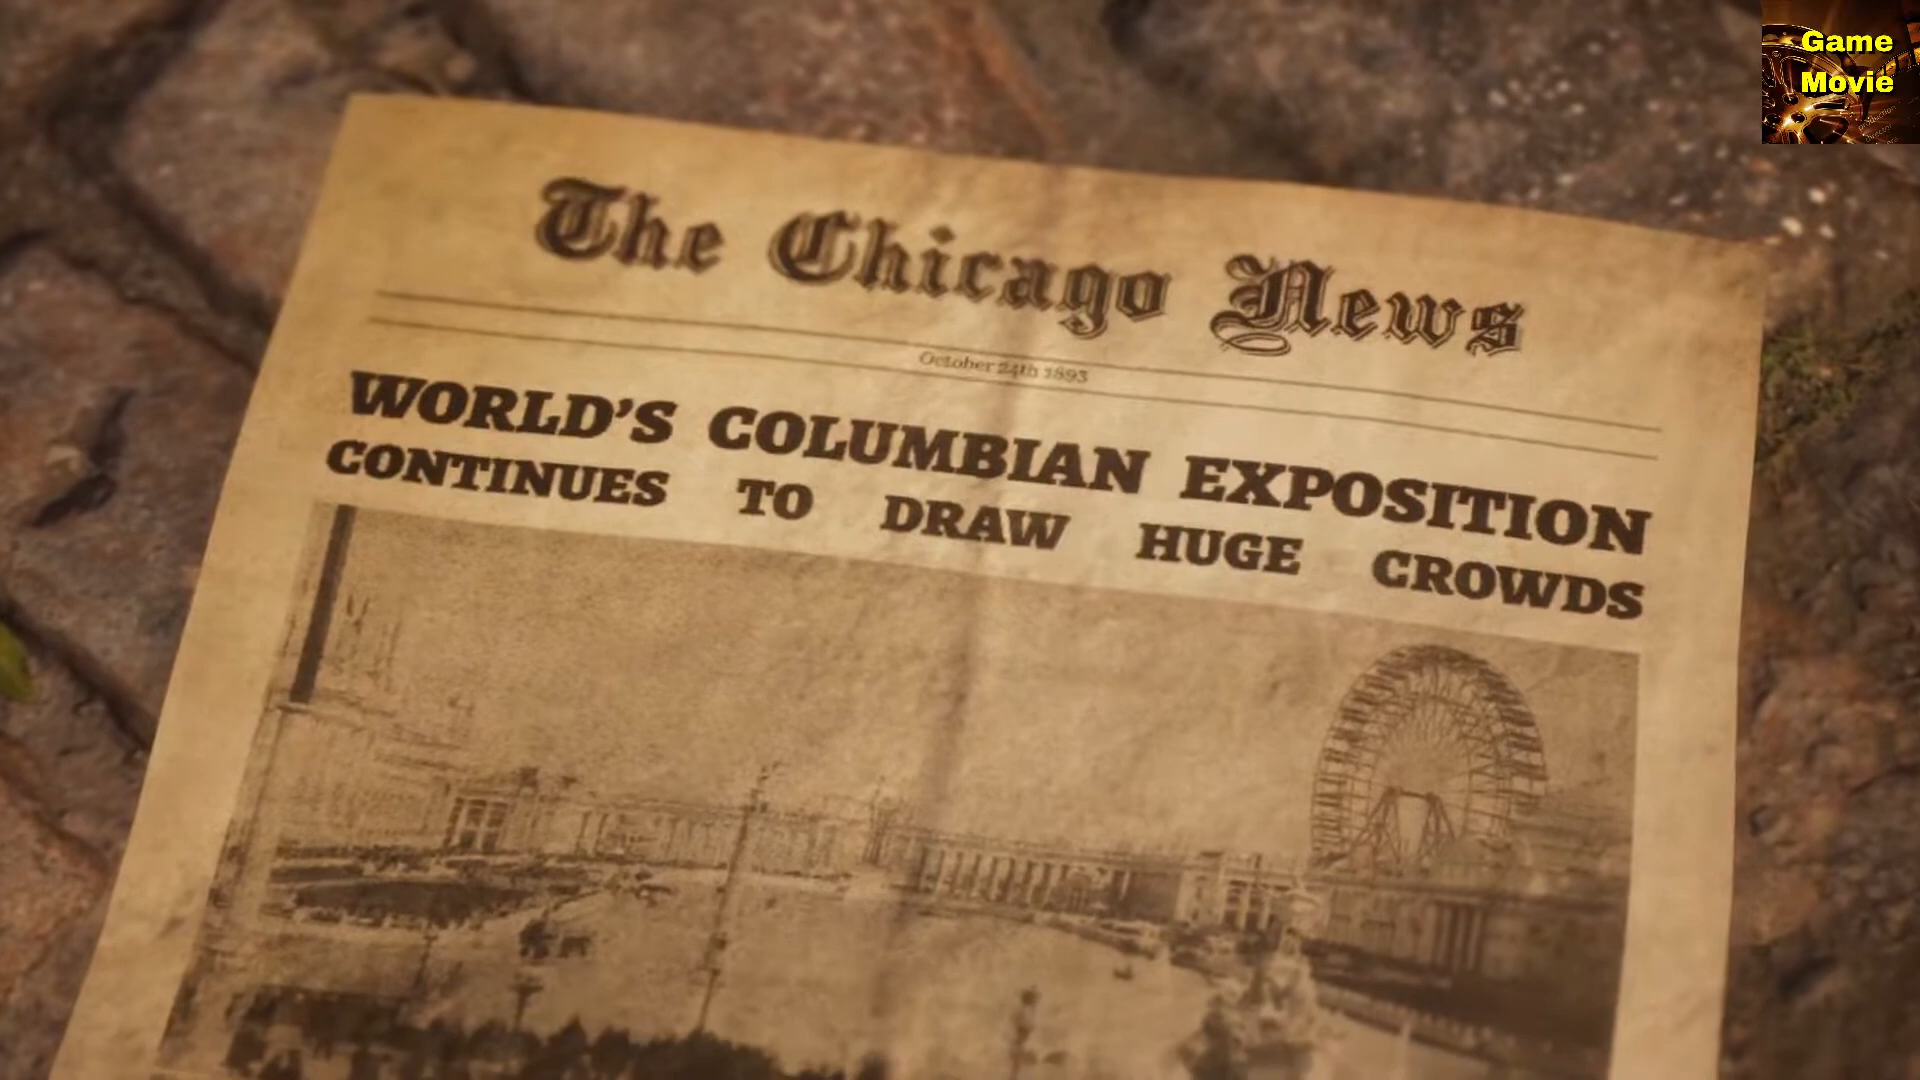 Game
Movie
The Chicago News
October 24th 1893
WORLD'S COLUMBIAN EXPOSITION
CONTINUES TO DRAW HUGE CROWDS